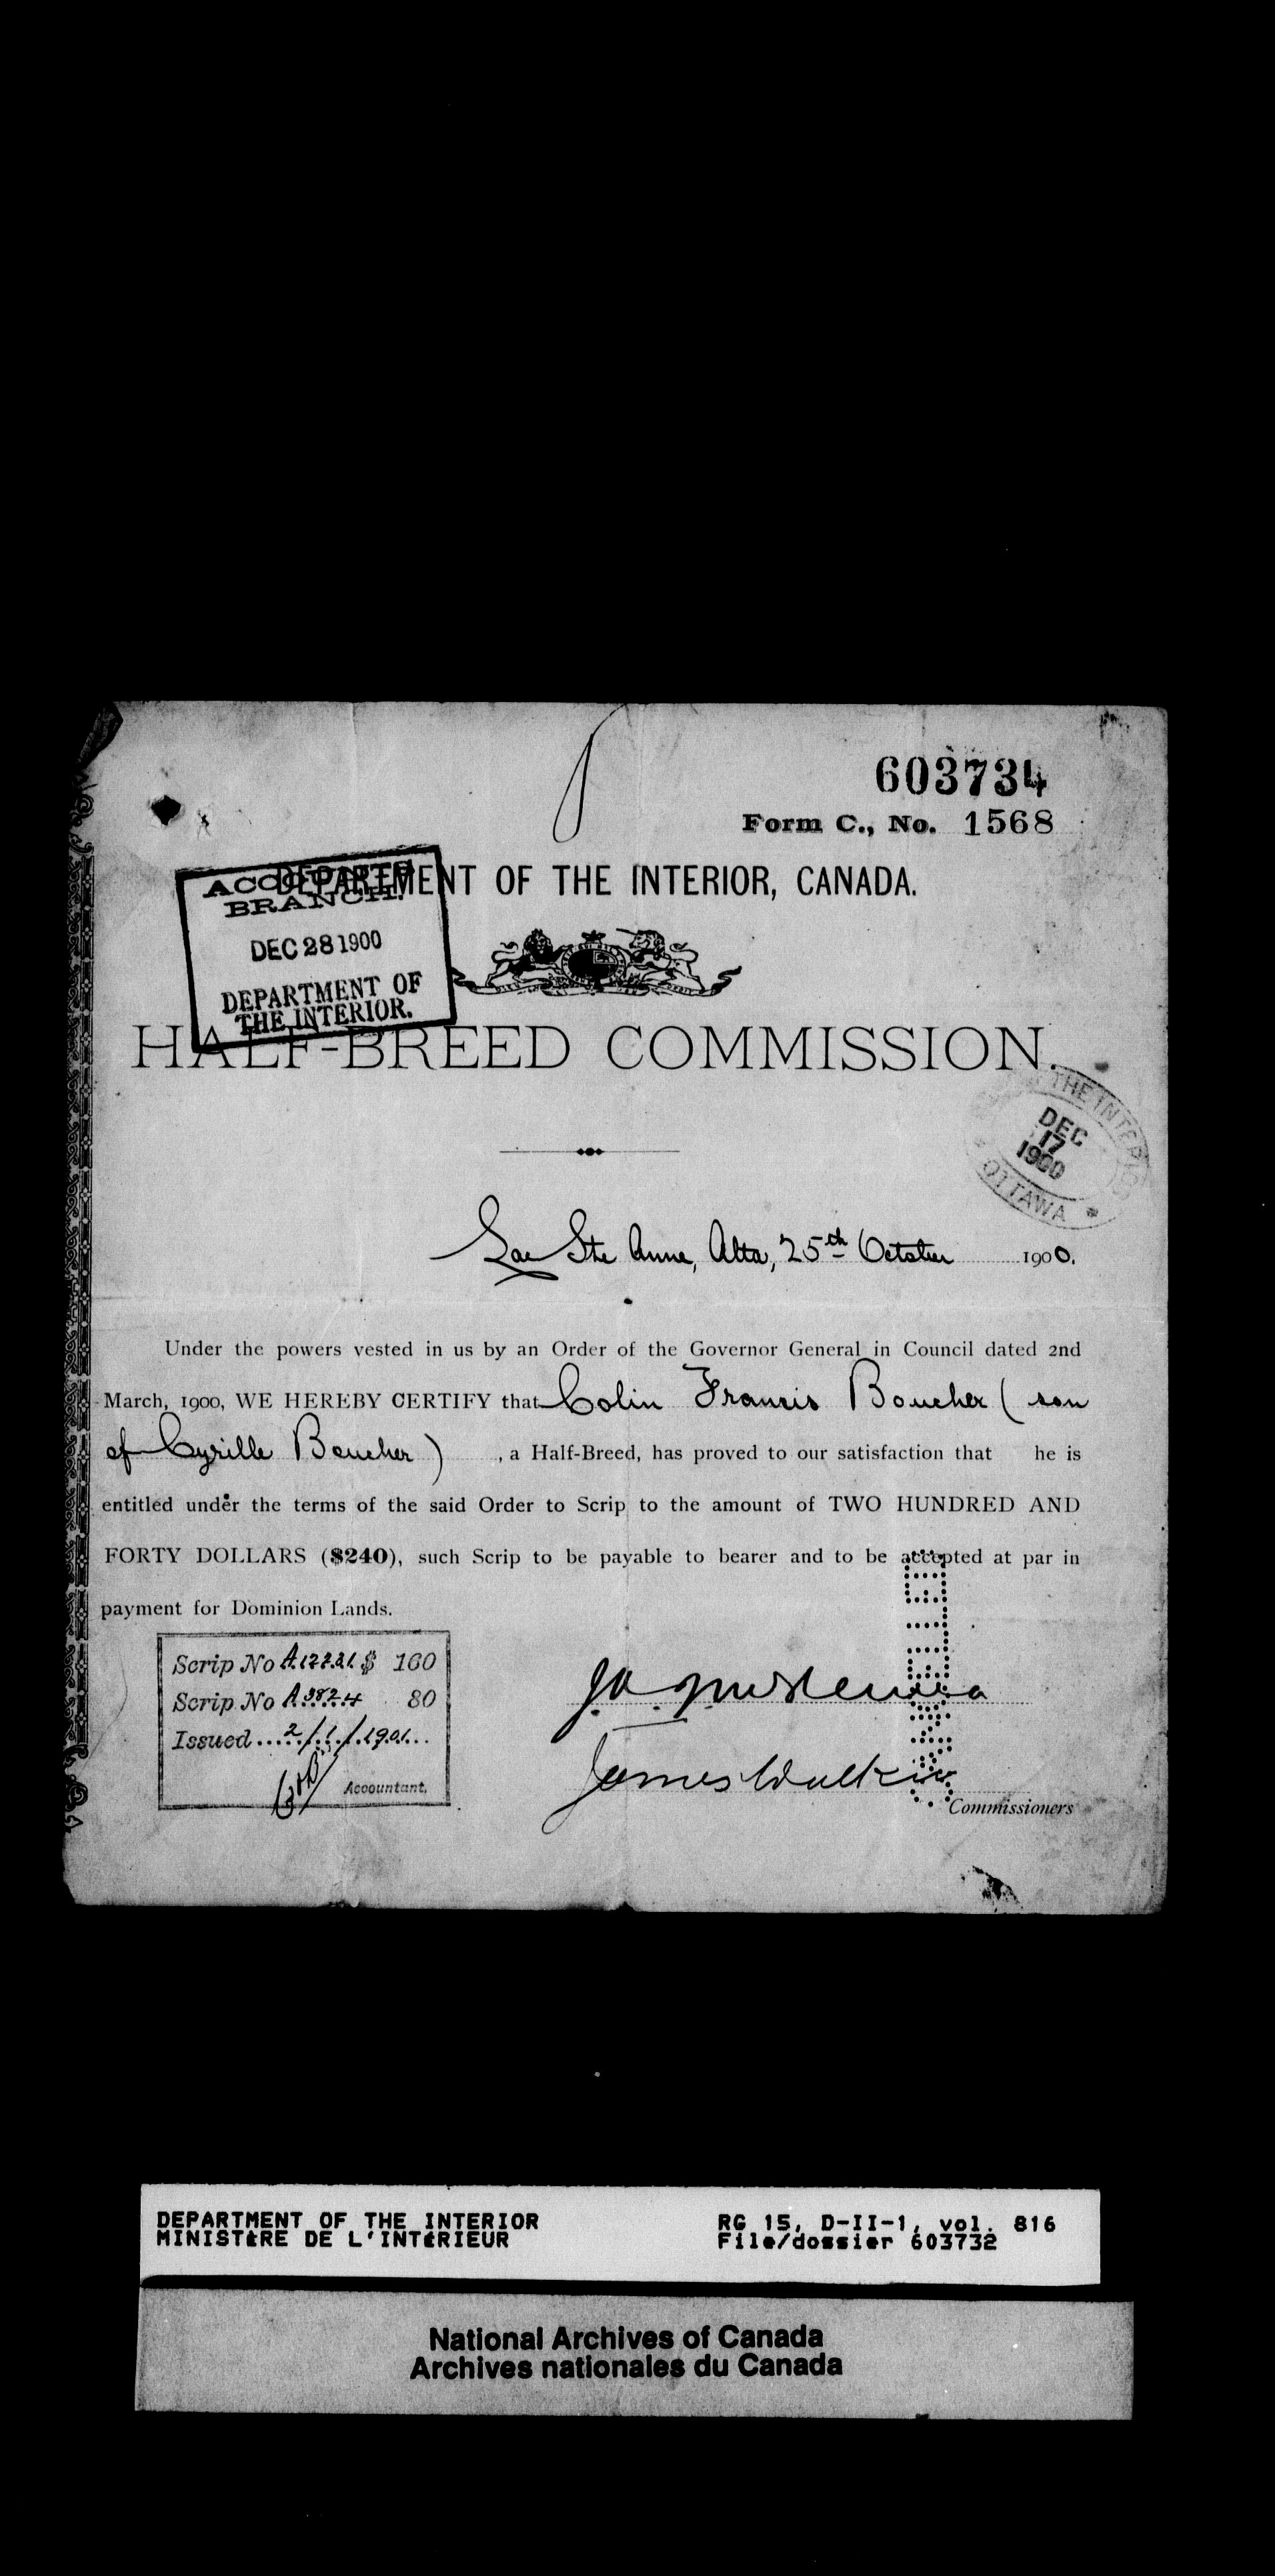 603734
Form C., No. 1568
DEPARTMENT OF THE INTERIOR, CANADA.
ACCOUNTS
BRANCH.
DEC 28 1900
DEPARTMENT OF
THE INTERIOR.
HALF-BREED COMMISSION.
THE INTERIOR
DEC
17
1900
OTTAWA
Lac Ste Anne, Alta, 25th October 1900.
Under the powers vested in us by an Order of the Governor General in Council dated 2nd
March, 1900, WE HEREBY CERTIFY that Colin Francis Boucher ( son
of Cyrille Boucher ) , a Half-Breed, has proved to our satisfaction that he is
entitled under the terms of the said Order to Scrip to the amount of TWO HUNDRED AND
FORTY DOLLARS ($240), such Scrip to be payable to bearer and to be accepted at par in
payment for Dominion Lands.
Scrip No A.12221 $ 160
Scrip No A.3824 80
Issued....2/1/1901...
Accountant.
J.A. McKenna
James Walker
Commissioners
DEPARTMENT OF THE INTERIOR
MINISTÈRE DE L'INTÉRIEUR
RG 15, D-II-1, vol. 816
File/dossier 603732
National Archives of Canada
Archives nationales du Canada